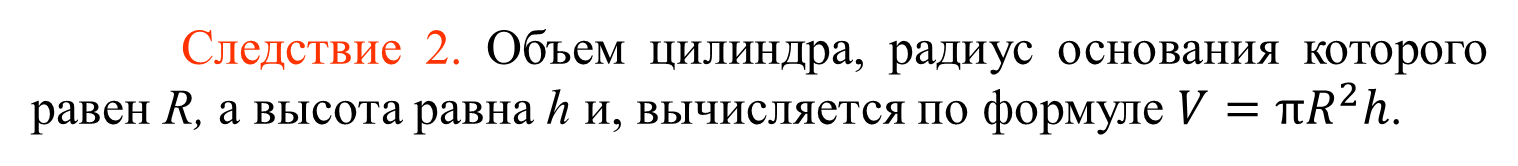 Следствие 2. Объем цилиндра, радиус основания которого
равен R, а высота равна h и, вычисляется по формуле V = πR²h.